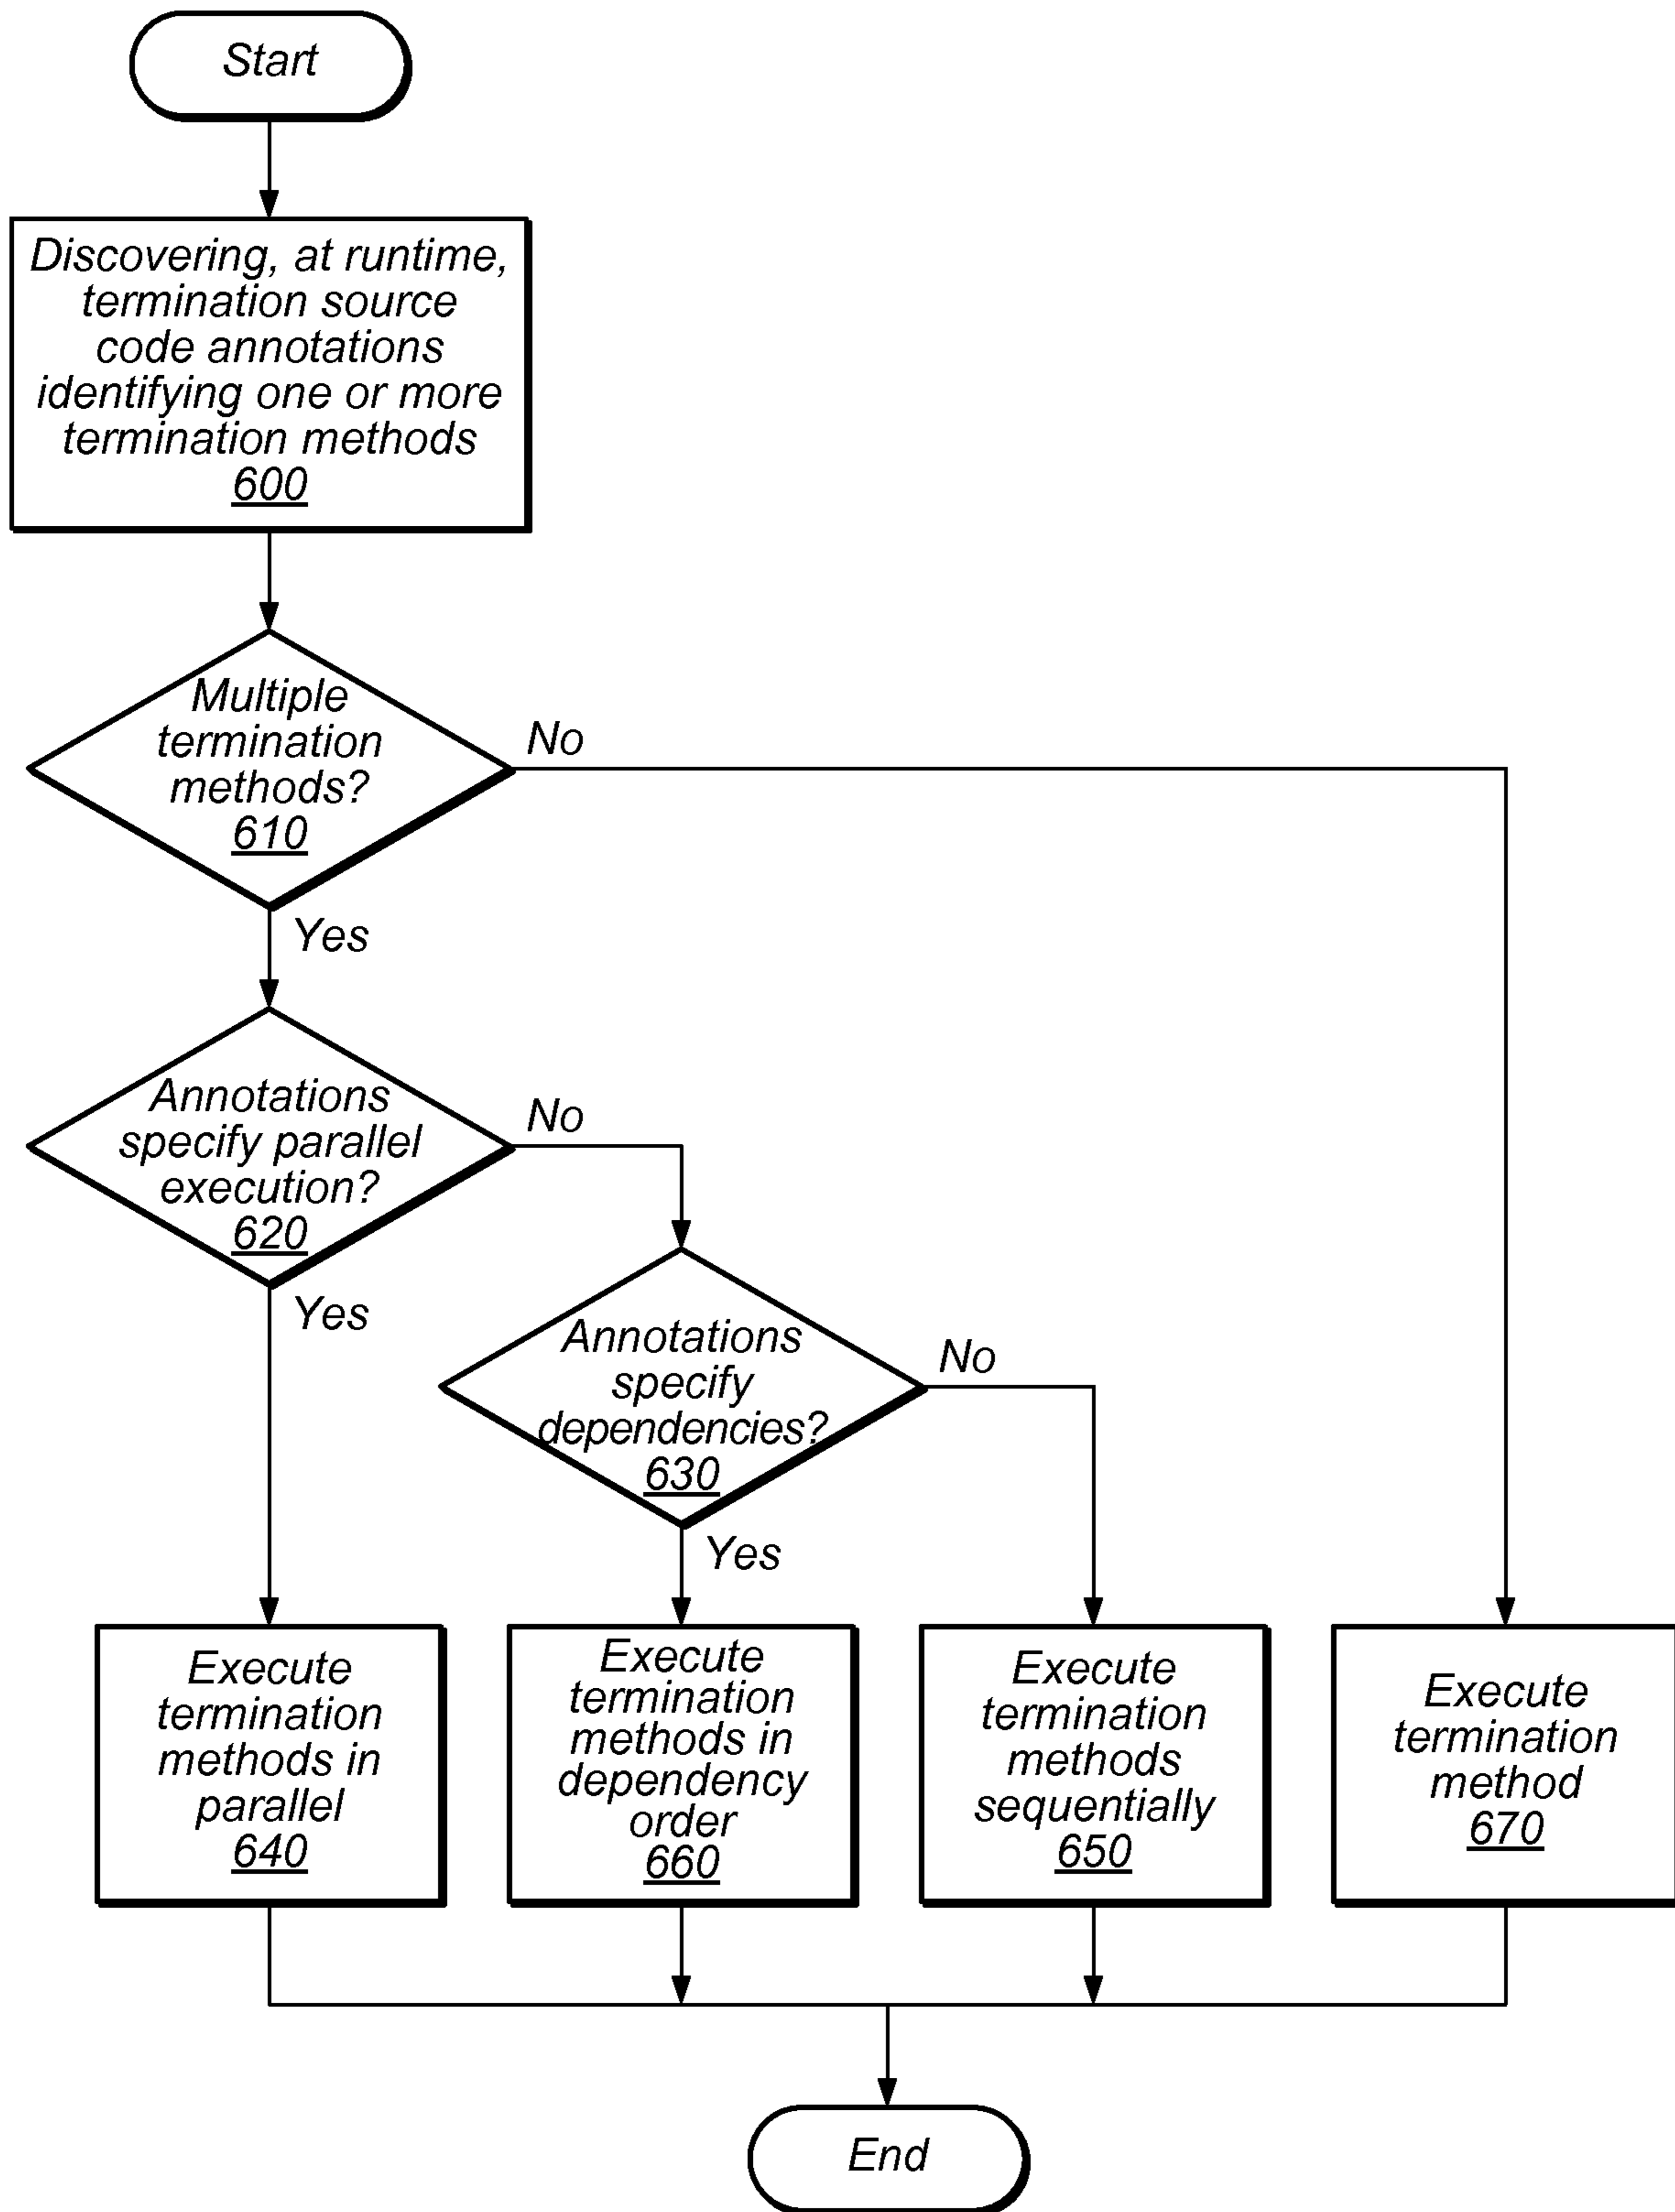 Start
Discovering, at runtime,
termination source
code annotations
identifying one or more
termination methods
600
Multiple
termination
methods?
610
No
Yes
Annotations
specify parallel
execution?
620
No
Yes
Annotations
specify
dependencies?
630
No
Yes
Execute
termination
methods in
parallel
640
Execute
termination
methods in
dependency
order
660
Execute
termination
methods
sequentially
650
Execute
termination
method
670
End